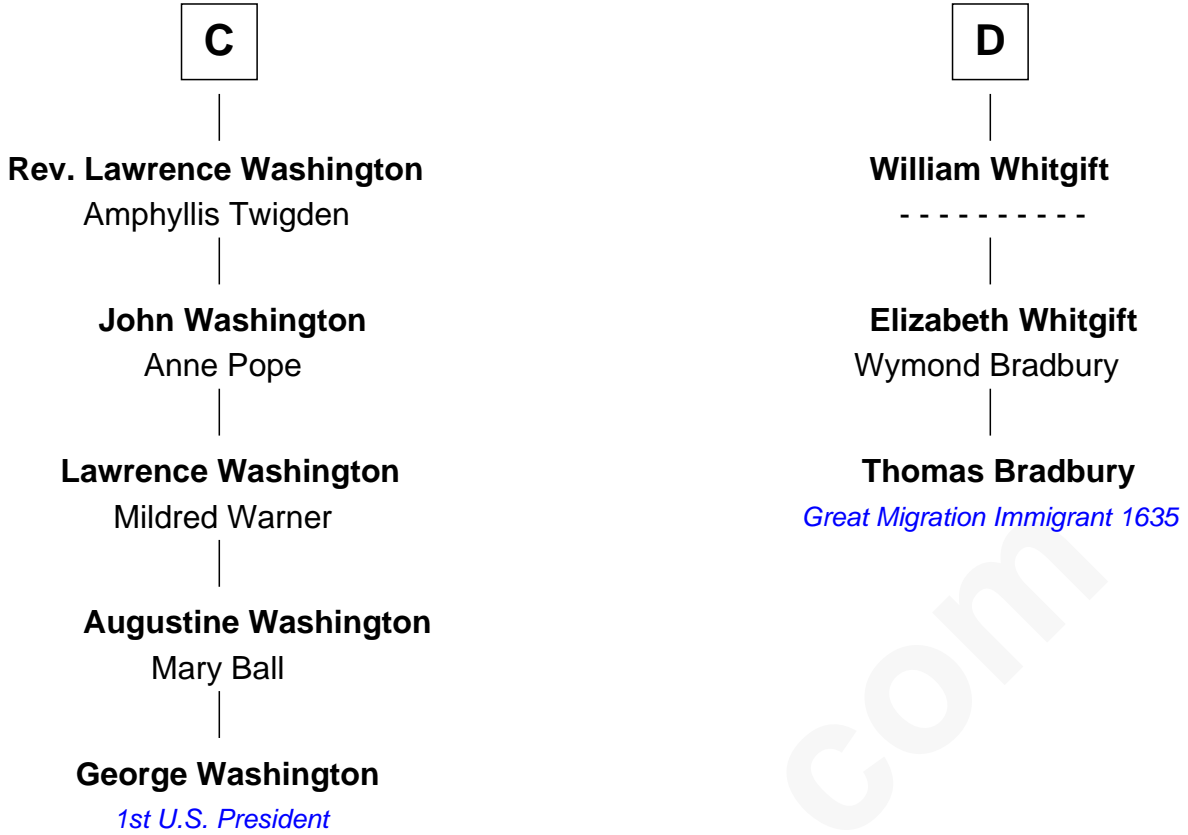 C
Rev. Lawrence Washington
Amphyllis Twigden
John Washington
Anne Pope
Lawrence Washington
Mildred Warner
Augustine Washington
Mary Ball
George Washington
1st U.S. President
D
William Whitgift
- - - - - - - - - -
Elizabeth Whitgift
Wymond Bradbury
Thomas Bradbury
Great Migration Immigrant 1635
com